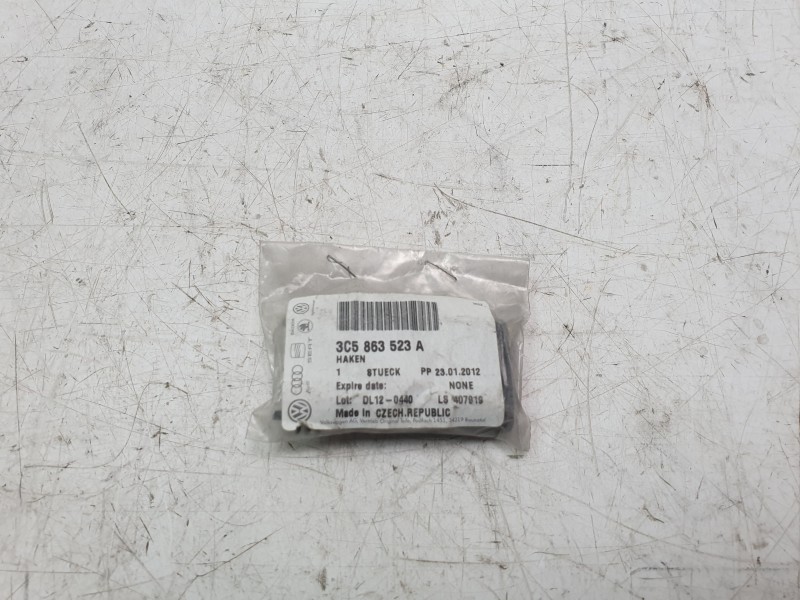 3C5 863 523 A
HAKEN
1 STUECK PP 23.01.2012
Expire date: NONE
Lot: DL12-0440 LS 407919
Made in CZECH.REPUBLIC